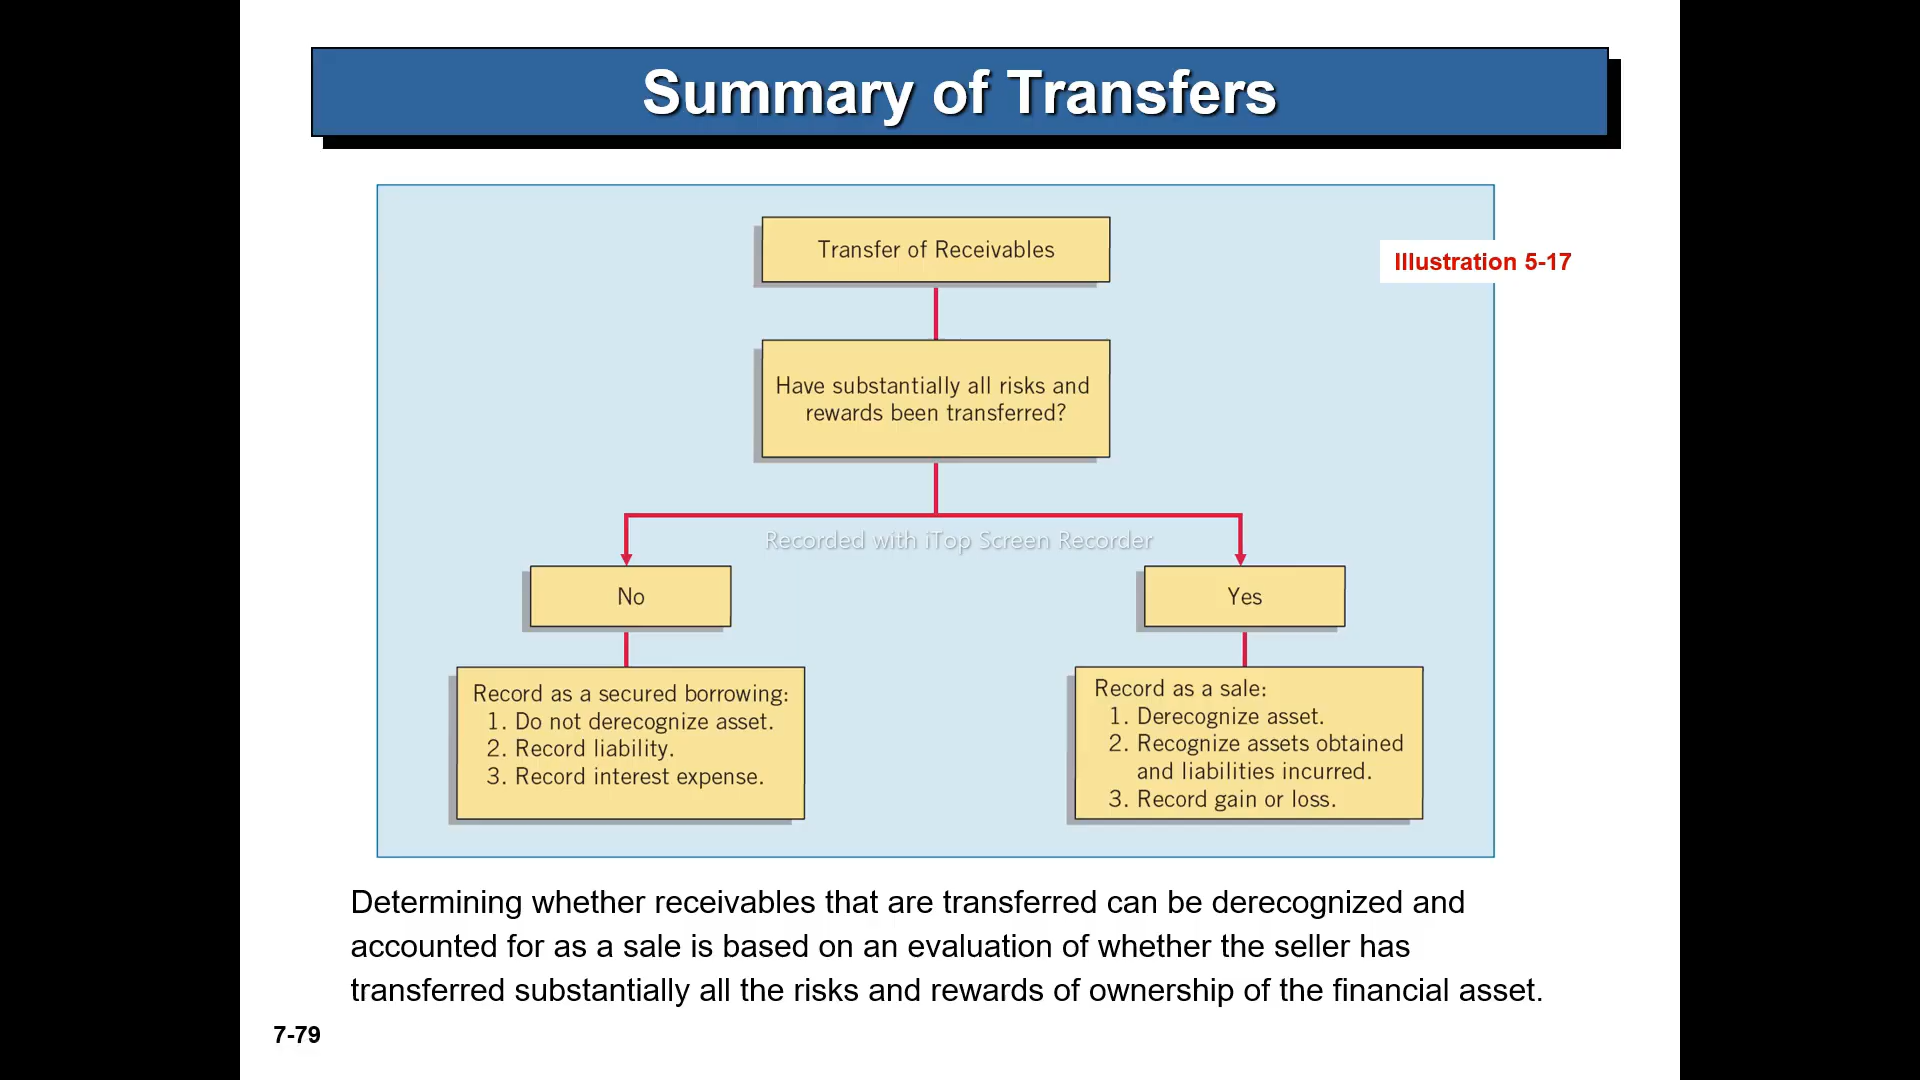 Summary of Transfers
Transfer of Receivables
Illustration 5-17
Have substantially all risks and
rewards been transferred?
Recorded with iTop Screen Recorder
No
Yes
Record as a secured borrowing:
1. Do not derecognize asset.
2. Record liability.
3. Record interest expense.
Record as a sale:
1. Derecognize asset.
2. Recognize assets obtained
and liabilities incurred.
3. Record gain or loss.
Determining whether receivables that are transferred can be derecognized and
accounted for as a sale is based on an evaluation of whether the seller has
transferred substantially all the risks and rewards of ownership of the financial asset.
7-79